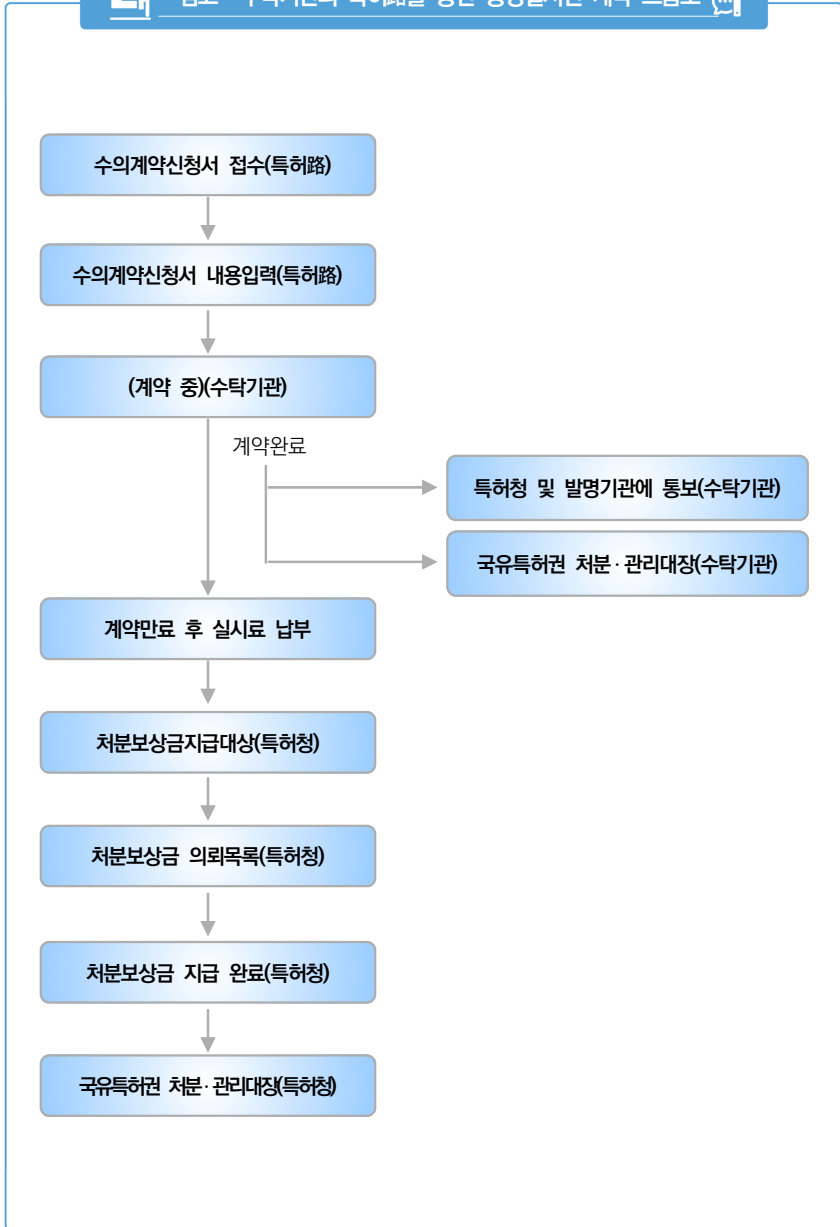 수의계약신청서 접수(특허路)
수의계약신청서 내용입력(특허路)
(계약 중)(수탁기관)
계약완료
특허청 및 발명기관에 통보(수탁기관)
국유특허권 처분·관리대장(수탁기관)
계약만료 후 실시료 납부
처분보상금지급대상(특허청)
처분보상금 의뢰목록(특허청)
처분보상금 지급 완료(특허청)
국유특허권 처분·관리대장(특허청)